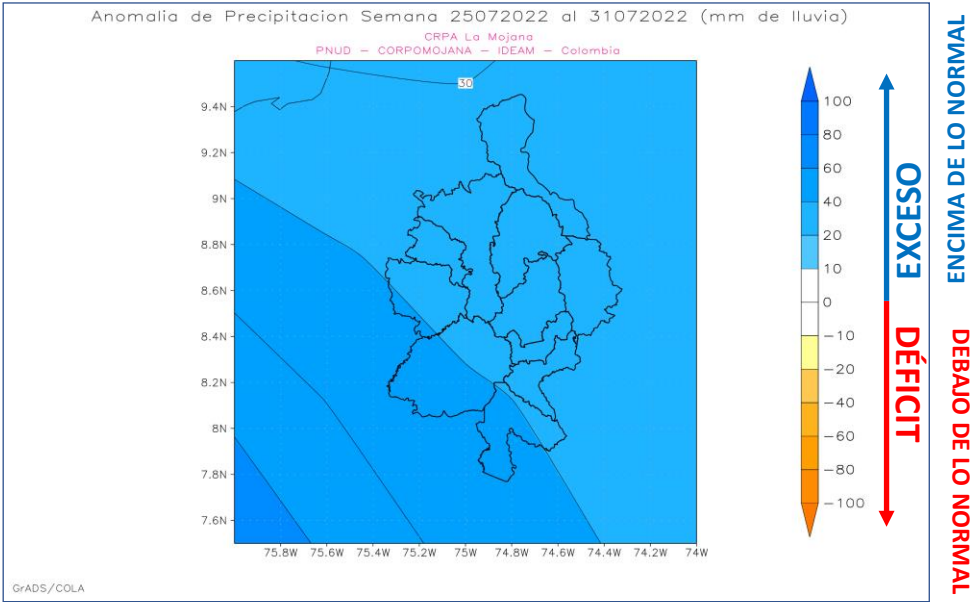 Anomalia de Precipitacion Semana 25072022 al 31072022 (mm de lluvia)
CRPA La Mojana
PNUD – CORPOMOJANA – IDEAM – Colombia
30
9.4N
9.2N
9N
8.8N
8.6N
8.4N
8.2N
8N
7.8N
7.6N
75.8W 75.6W 75.4W 75.2W 75W 74.8W 74.6W 74.4W 74.2W 74W
100
80
60
40
20
10
0
−10
−20
−40
−60
−80
−100
EXCESO
DÉFICIT
ENCIMA DE LO NORMAL
DEBAJO DE LO NORMAL
GrADS/COLA